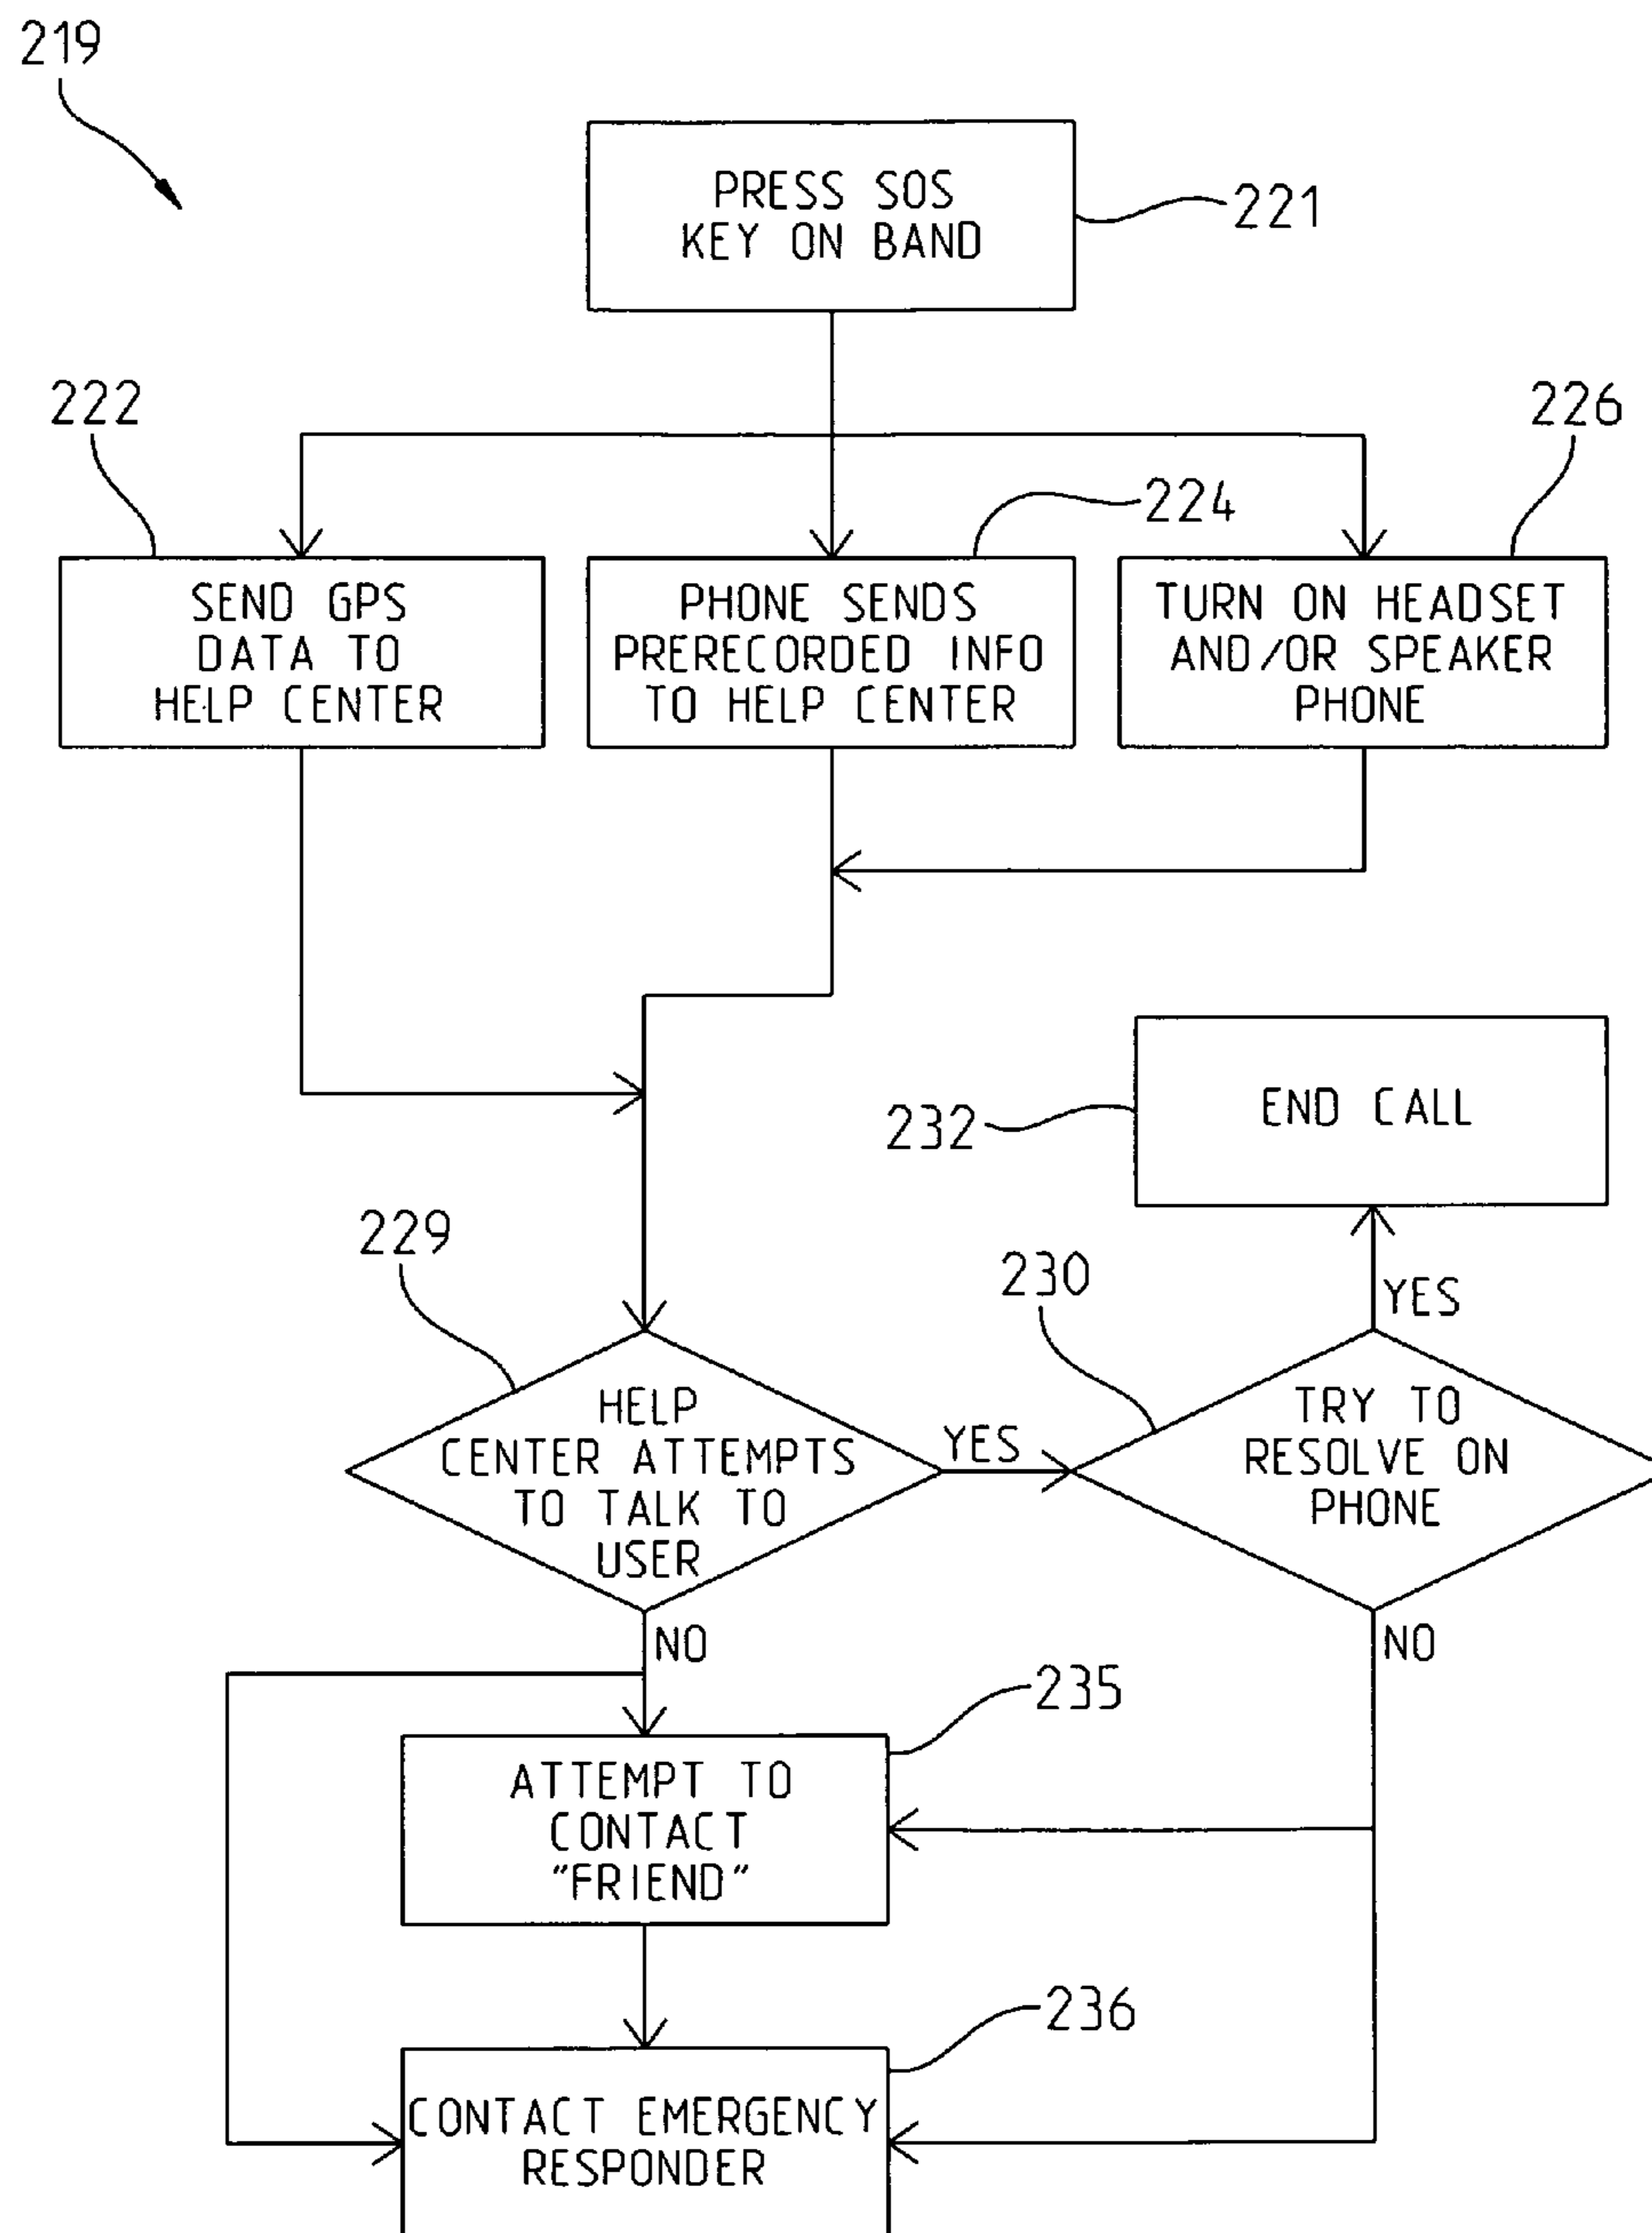 219
PRESS SOS
KEY ON BAND
221
222
226
224
SEND GPS
DATA TO
HELP CENTER
PHONE SENDS
PRERECORDED INFO
TO HELP CENTER
TURN ON HEADSET
AND/OR SPEAKER
PHONE
END CALL
232
229
230
YES
HELP
CENTER ATTEMPTS
TO TALK TO
USER
YES
TRY TO
RESOLVE ON
PHONE
NO
NO
235
ATTEMPT TO
CONTACT
"FRIEND"
236
CONTACT EMERGENCY
RESPONDER